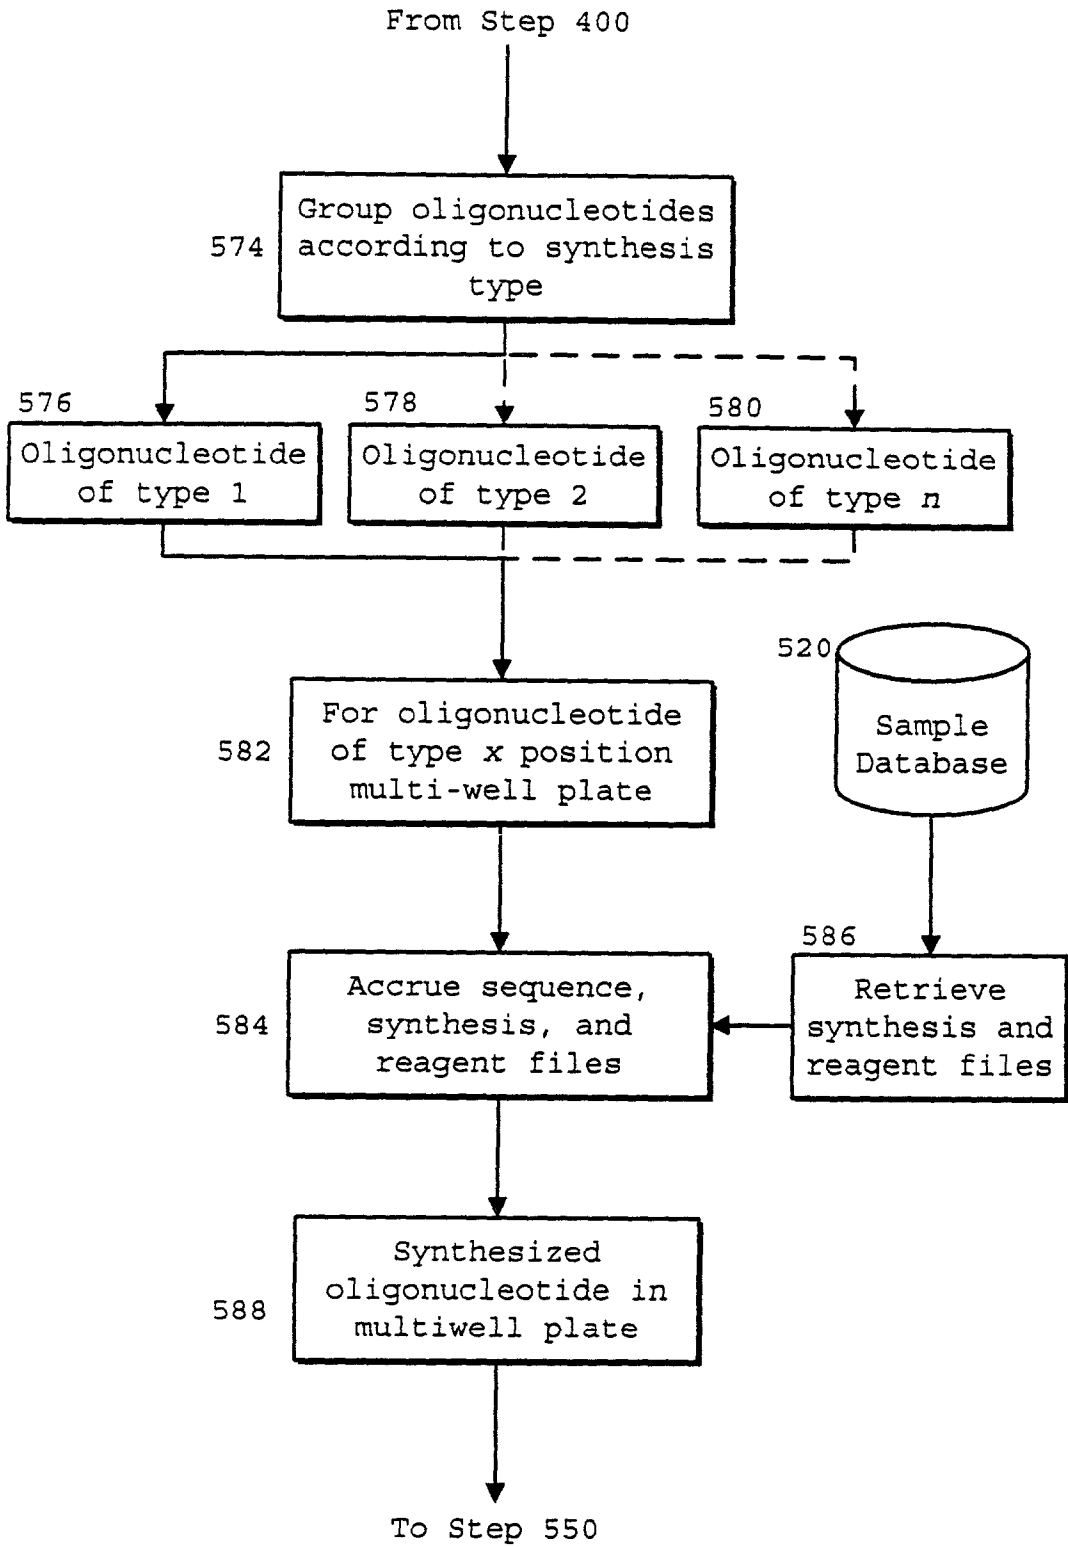 From Step 400
Group oligonucleotides
574
according to synthesis
type
576
578
580
Oligonucleotide
of type 1
Oligonucleotide
of type 2
Oligonucleotide
of type n
520
Sample
Database
For oligonucleotide
582
of type x position
multi-well plate
586
Accrue sequence,
584
synthesis, and
reagent files
Retrieve
synthesis and
reagent files
Synthesized
588
oligonucleotide in
multiwell plate
To Step 550